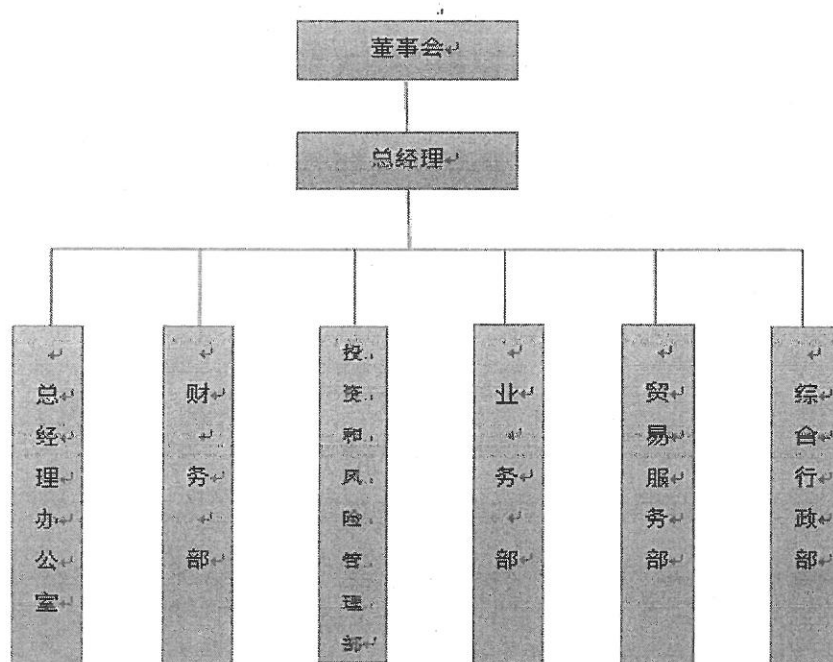 董事会
总经理
总经理办公室
财务部
投资和风险管理部
业务部
贸易服务部
综合行政部